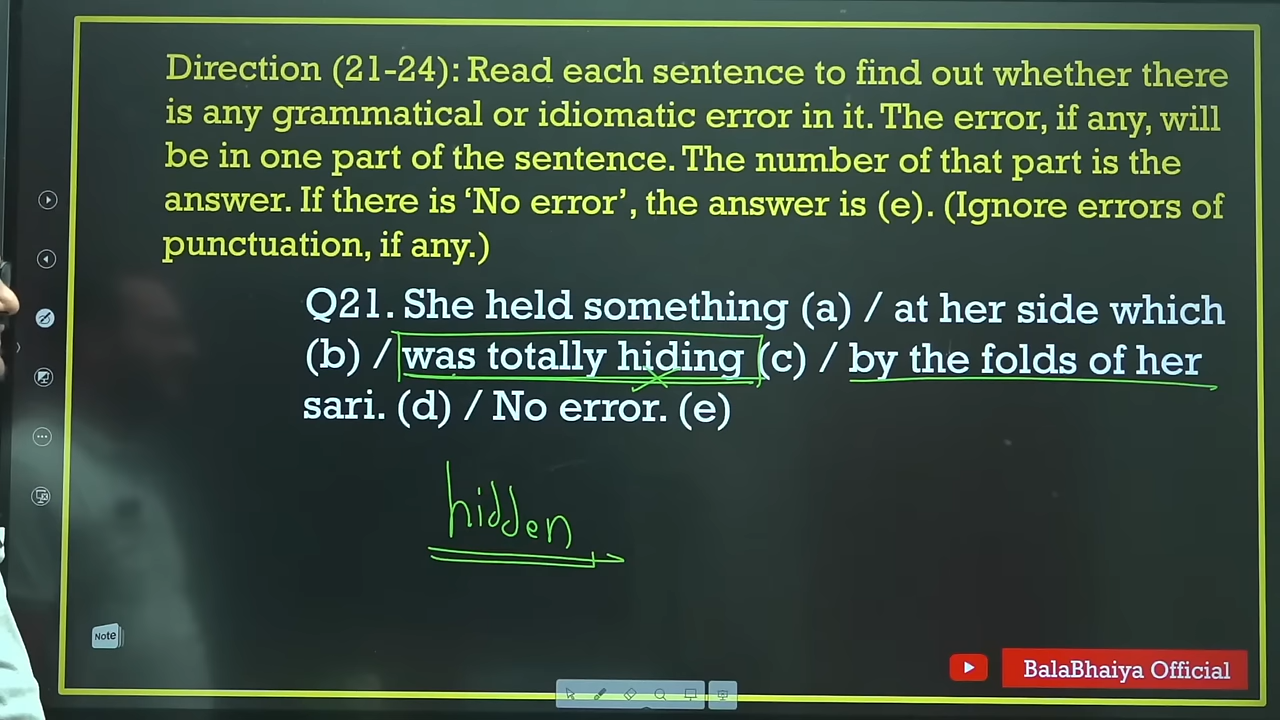 Direction (21-24): Read each sentence to find out whether there
is any grammatical or idiomatic error in it. The error, if any, will
be in one part of the sentence. The number of that part is the
answer. If there is ‘No error’, the answer is (e). (Ignore errors of
punctuation, if any.)
Q21. She held something (a) / at her side which
(b) / was totally hiding (c) / by the folds of her
sari. (d) / No error. (e)
hidden
Note
BalaBhaiya Official